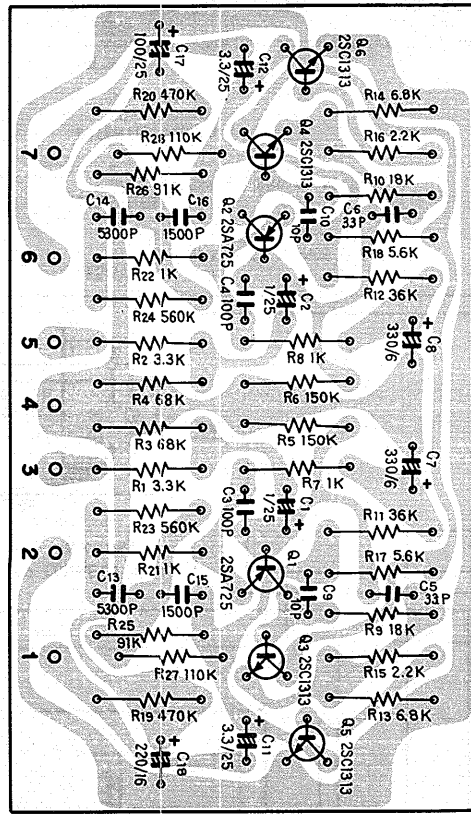 C17
100/25
C12
3.3/25
Q6
2SC1313
R20 470K
R14 6.8K
R28 110K
Q4 2SC1313
R16 2.2K
7
R26 91K
R10 18K
C14
5300P
C16
1500P
Q2 2SA725
C10
10P
C6
33P
R18 5.6K
6
R22 1K
R12 36K
C4 100P
C2
1/25
R24 560K
C8
330/6
5
R2 3.3K
R8 1K
R4 68K
R6 150K
4
R3 68K
R5 150K
C7
330/6
3
R1 3.3K
R7 1K
C3 100P
C1
1/25
R23 560K
R11 36K
2
R21 1K
Q1
2SA725
R17 5.6K
C13
5300P
C15
1500P
C9
10P
C5
33P
R25
91K
R9 18K
1
R27 110K
Q3 2SC1313
R15 2.2K
R19 470K
R13 6.8K
C18
220/16
C11
3.3/25
Q5 2SC1313